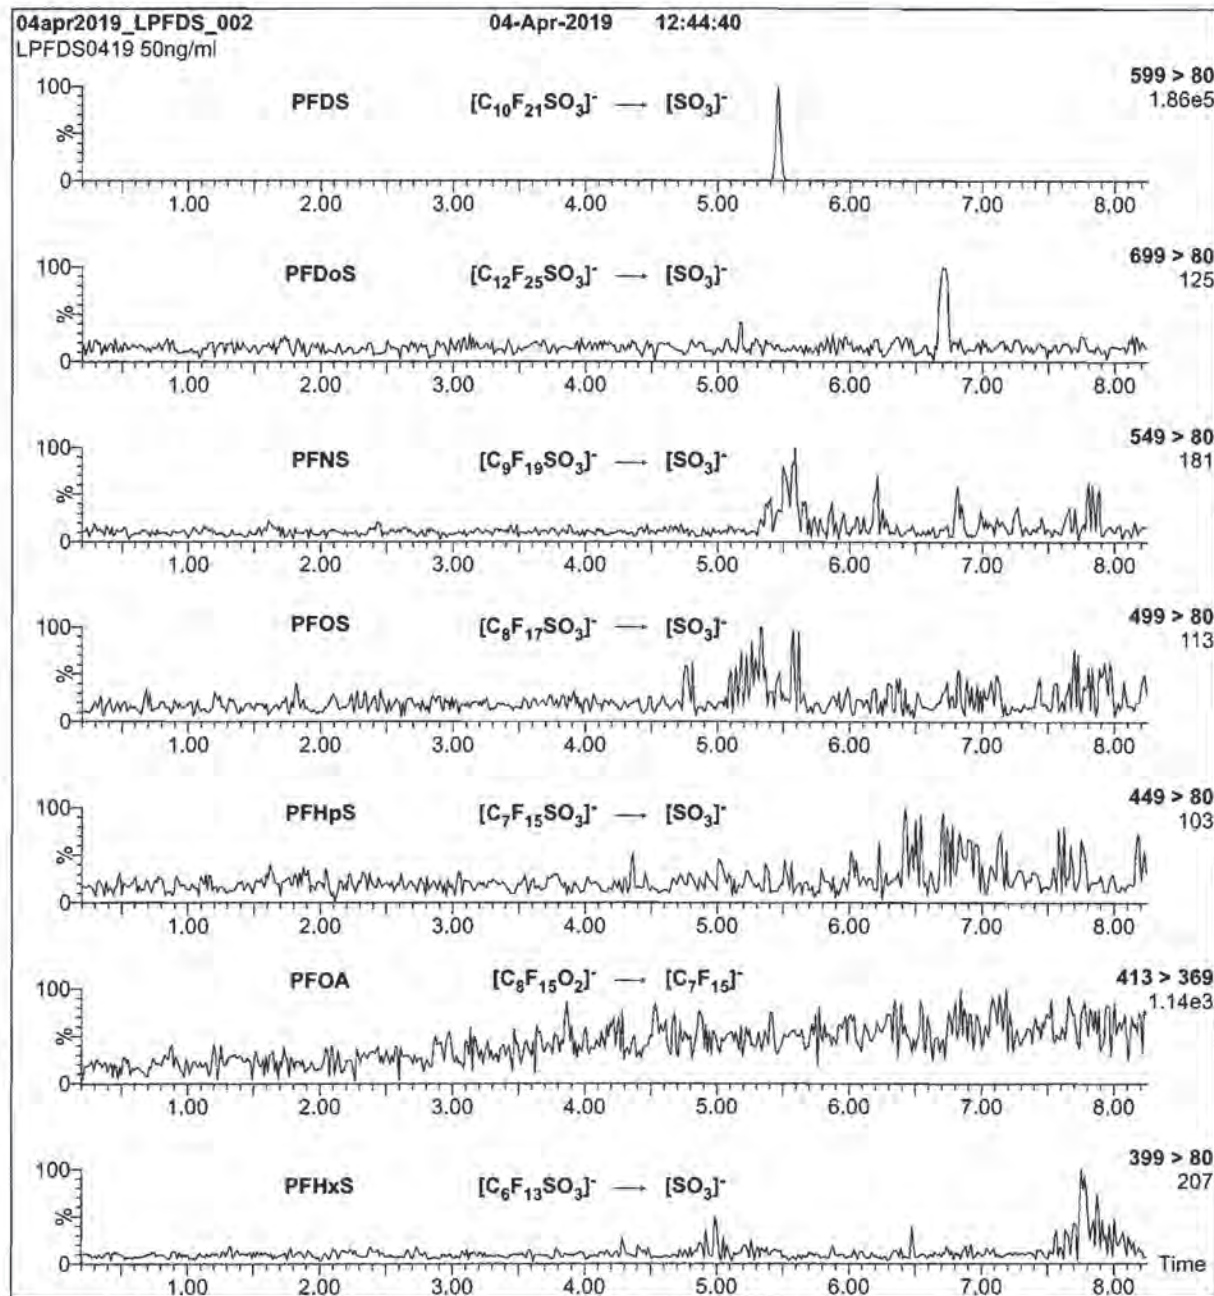 04apr2019_LPFDS_002 04-Apr-2019 12:44:40
LPFDS0419 50ng/ml
599 > 80
1.86e5
PFDS [C₁₀F₂₁SO₃]⁻ → [SO₃]⁻
100
%
0
1.00 2.00 3.00 4.00 5.00 6.00 7.00 8.00
699 > 80
125
PFDoS [C₁₂F₂₅SO₃]⁻ → [SO₃]⁻
100
%
0
1.00 2.00 3.00 4.00 5.00 6.00 7.00 8.00
549 > 80
181
PFNS [C₉F₁₉SO₃]⁻ → [SO₃]⁻
100
%
0
1.00 2.00 3.00 4.00 5.00 6.00 7.00 8.00
499 > 80
113
PFOS [C₈F₁₇SO₃]⁻ → [SO₃]⁻
100
%
0
1.00 2.00 3.00 4.00 5.00 6.00 7.00 8.00
449 > 80
103
PFHpS [C₇F₁₅SO₃]⁻ → [SO₃]⁻
100
%
0
1.00 2.00 3.00 4.00 5.00 6.00 7.00 8.00
413 > 369
1.14e3
PFOA [C₈F₁₅O₂]⁻ → [C₇F₁₅]⁻
100
%
0
1.00 2.00 3.00 4.00 5.00 6.00 7.00 8.00
399 > 80
207
PFHxS [C₆F₁₃SO₃]⁻ → [SO₃]⁻
100
%
0
Time
1.00 2.00 3.00 4.00 5.00 6.00 7.00 8.00